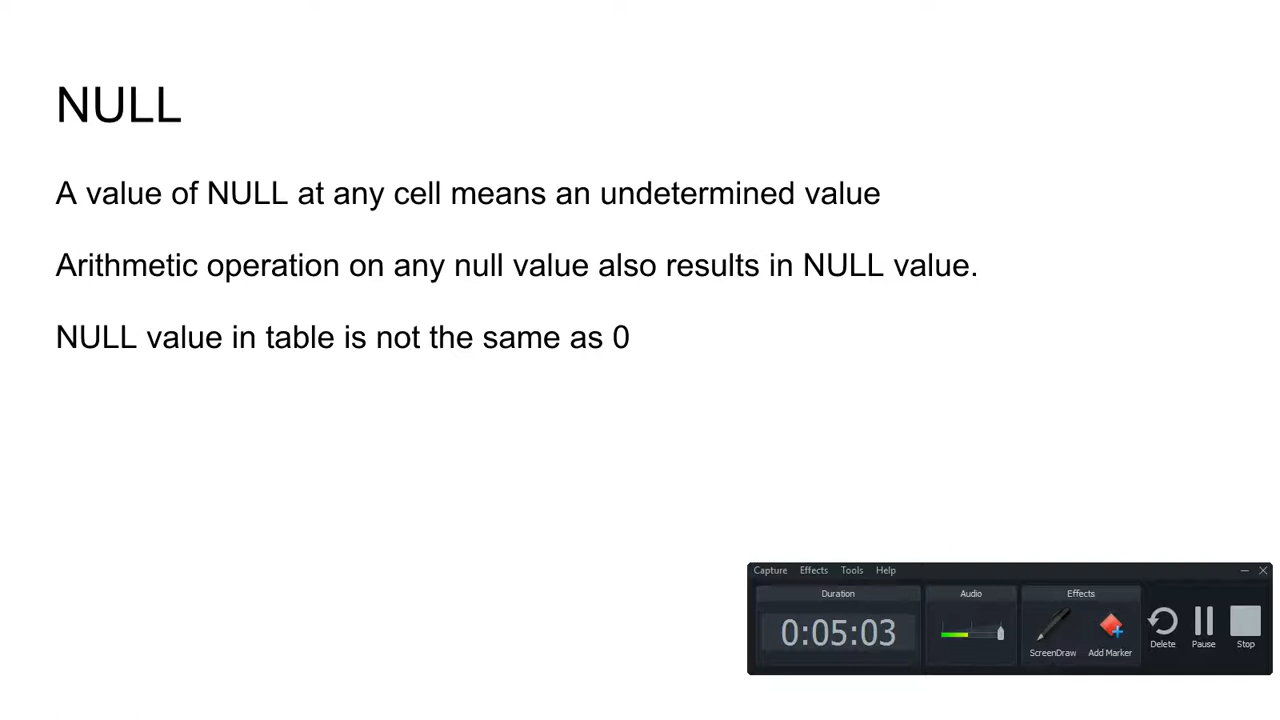 NULL
A value of NULL at any cell means an undetermined value
Arithmetic operation on any null value also results in NULL value.
NULL value in table is not the same as 0
Capture Effects Tools Help
Duration Audio Effects
0:05:03
ScreenDraw Add Marker Delete Pause Stop